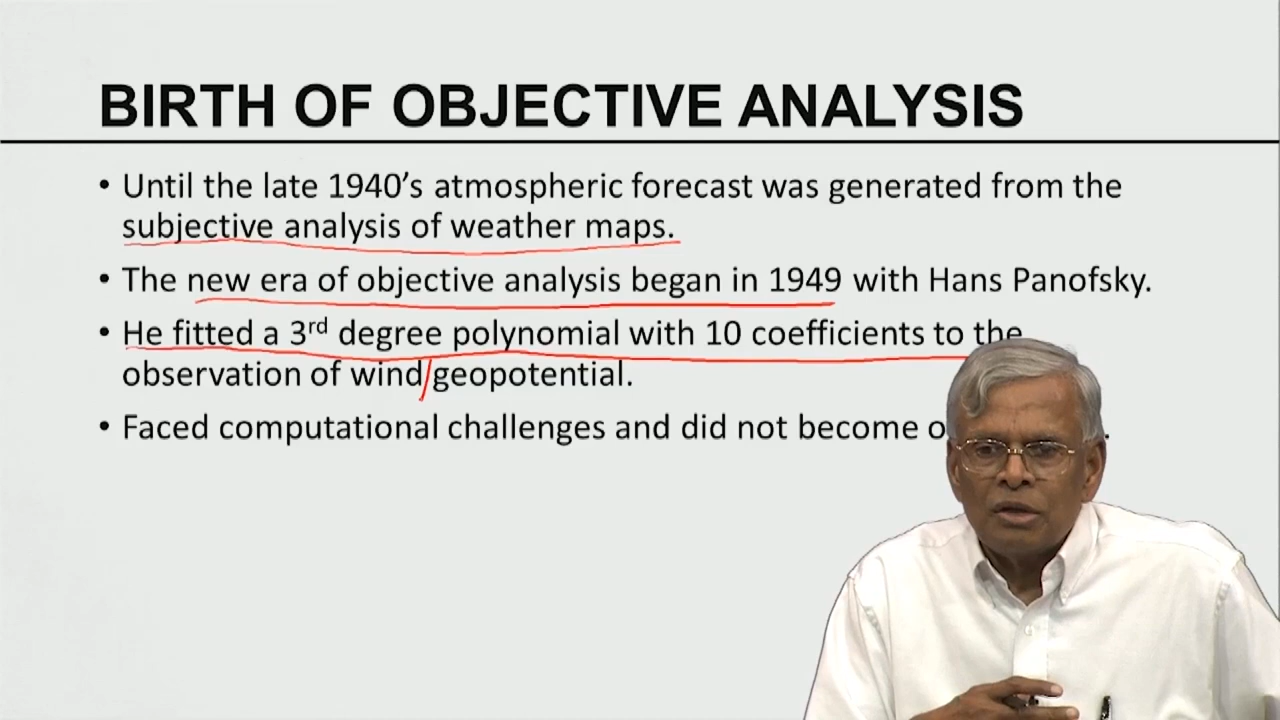 BIRTH OF OBJECTIVE ANALYSIS
• Until the late 1940’s atmospheric forecast was generated from the
subjective analysis of weather maps.
• The new era of objective analysis began in 1949 with Hans Panofsky.
• He fitted a 3rd degree polynomial with 10 coefficients to the
observation of wind/geopotential.
• Faced computational challenges and did not become